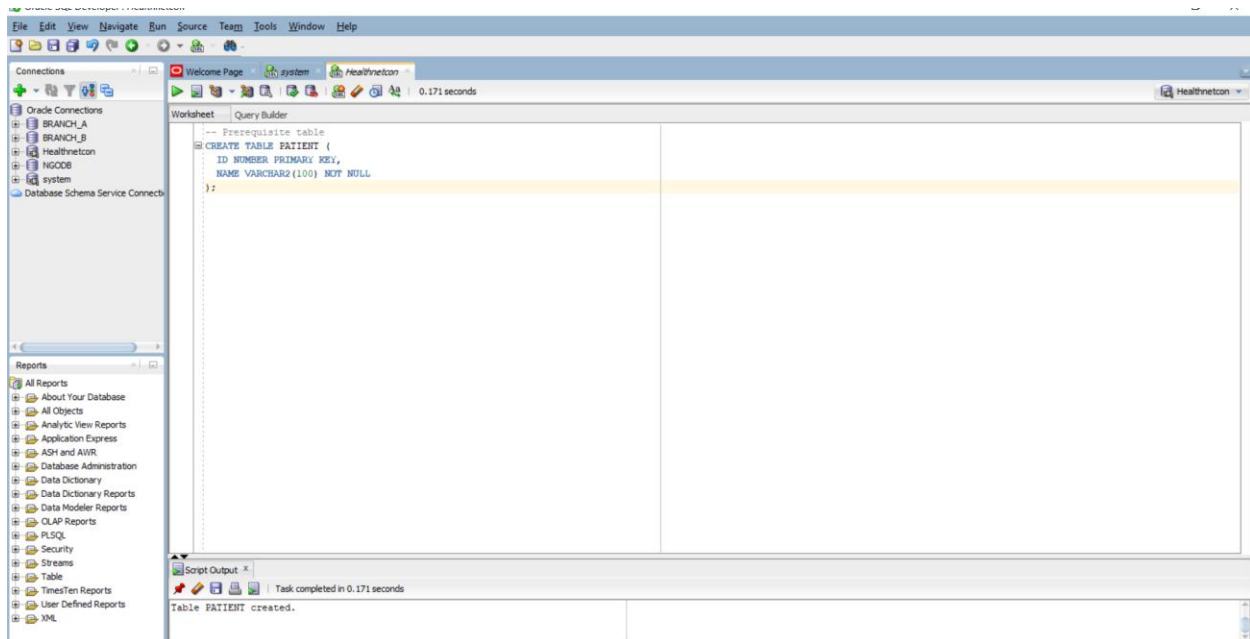 Oracle SQL Developer : Healthnetcon
File Edit View Navigate Run Source Team Tools Window Help
Connections
Welcome Page system Healthnetcon
0.171 seconds
Healthnetcon
Worksheet Query Builder
Oracle Connections
BRANCH_A
BRANCH_B
Healthnetcon
NGODB
system
Database Schema Service Connecti
-- Prerequisite table
CREATE TABLE PATIENT (
ID NUMBER PRIMARY KEY,
NAME VARCHAR2(100) NOT NULL
);
Reports
All Reports
About Your Database
All Objects
Analytic View Reports
Application Express
ASH and AWR
Database Administration
Data Dictionary
Data Dictionary Reports
Data Modeler Reports
OLAP Reports
PLSQL
Security
Streams
Table
TimesTen Reports
User Defined Reports
XML
Script Output
Task completed in 0.171 seconds
Table PATIENT created.